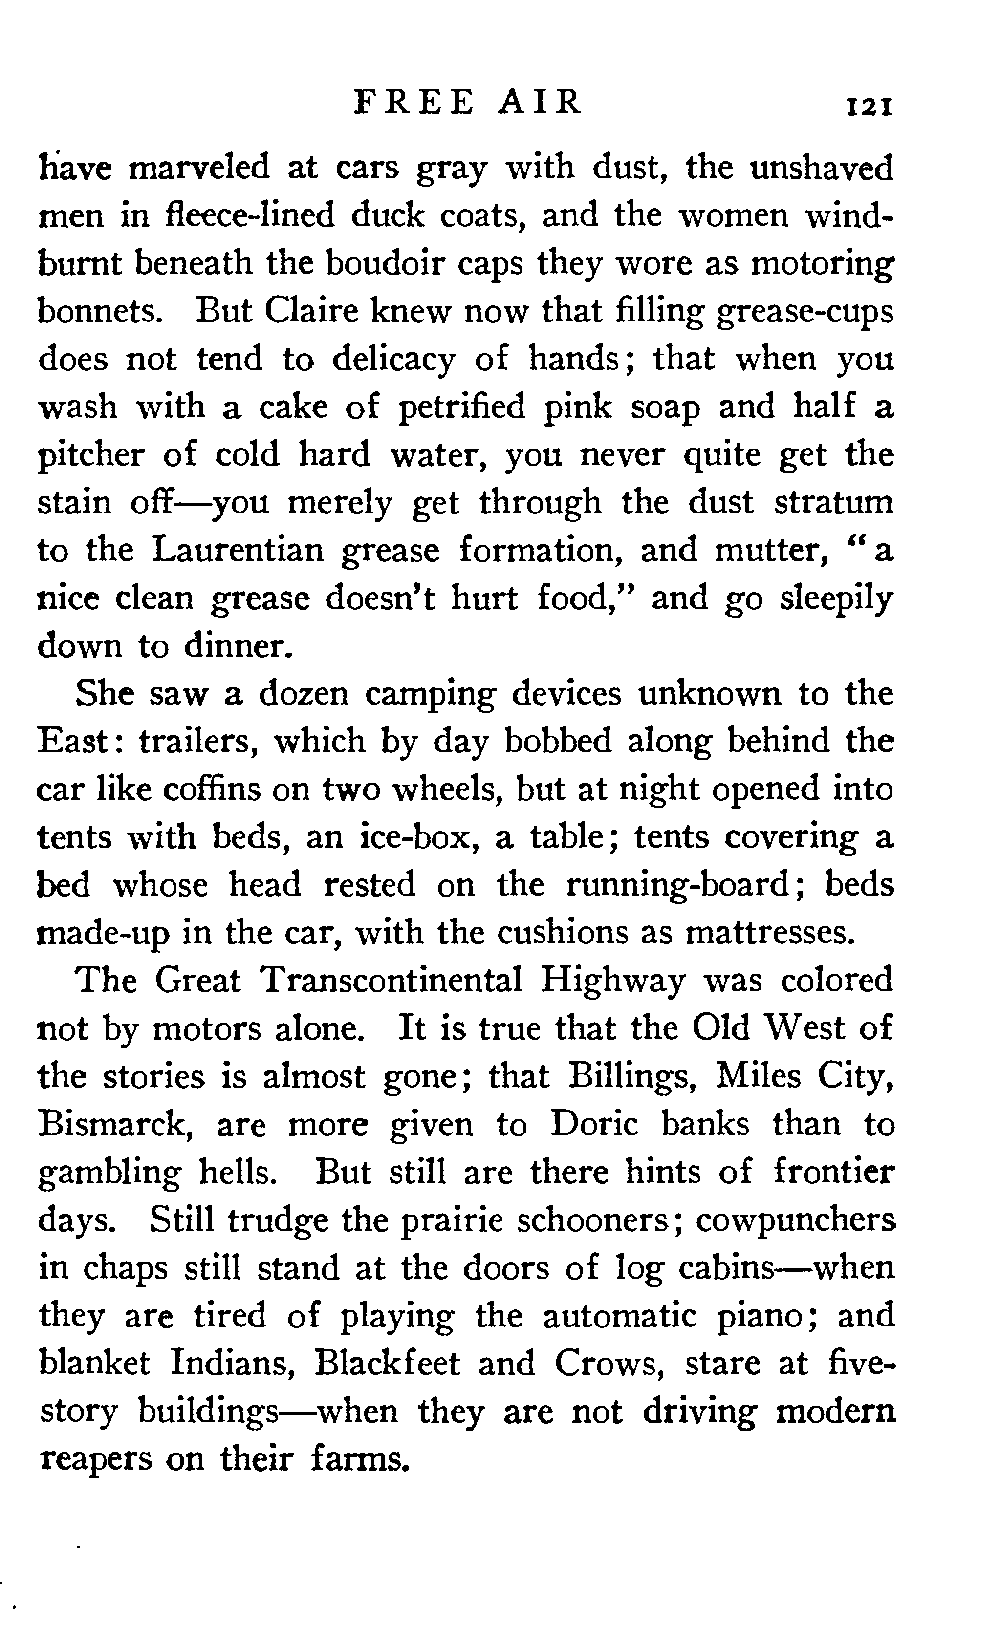 FREE AIR 121
have marveled at cars gray with dust, the unshaved
men in fleece-lined duck coats, and the women wind-
burnt beneath the boudoir caps they wore as motoring
bonnets. But Claire knew now that filling grease-cups
does not tend to delicacy of hands; that when you
wash with a cake of petrified pink soap and half a
pitcher of cold hard water, you never quite get the
stain off—you merely get through the dust stratum
to the Laurentian grease formation, and mutter, “a
nice clean grease doesn't hurt food,” and go sleepily
down to dinner.
She saw a dozen camping devices unknown to the
East: trailers, which by day bobbed along behind the
car like coffins on two wheels, but at night opened into
tents with beds, an ice-box, a table; tents covering a
bed whose head rested on the running-board; beds
made-up in the car, with the cushions as mattresses.
The Great Transcontinental Highway was colored
not by motors alone. It is true that the Old West of
the stories is almost gone; that Billings, Miles City,
Bismarck, are more given to Doric banks than to
gambling hells. But still are there hints of frontier
days. Still trudge the prairie schooners; cowpunchers
in chaps still stand at the doors of log cabins—when
they are tired of playing the automatic piano; and
blanket Indians, Blackfeet and Crows, stare at five-
story buildings—when they are not driving modern
reapers on their farms.